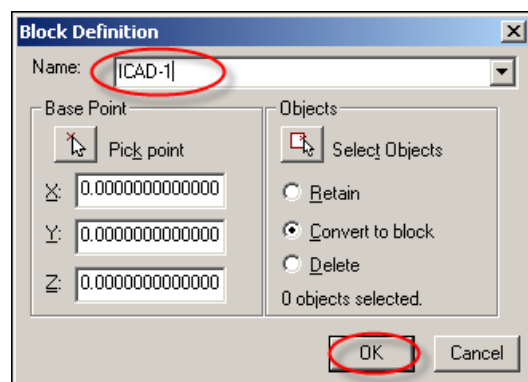 Block Definition
Name: ICAD-1
Base Point
Pick point
X: 0.0000000000000
Y: 0.0000000000000
Z: 0.0000000000000
Objects
Select Objects
Retain
Convert to block
Delete
0 objects selected.
OK Cancel